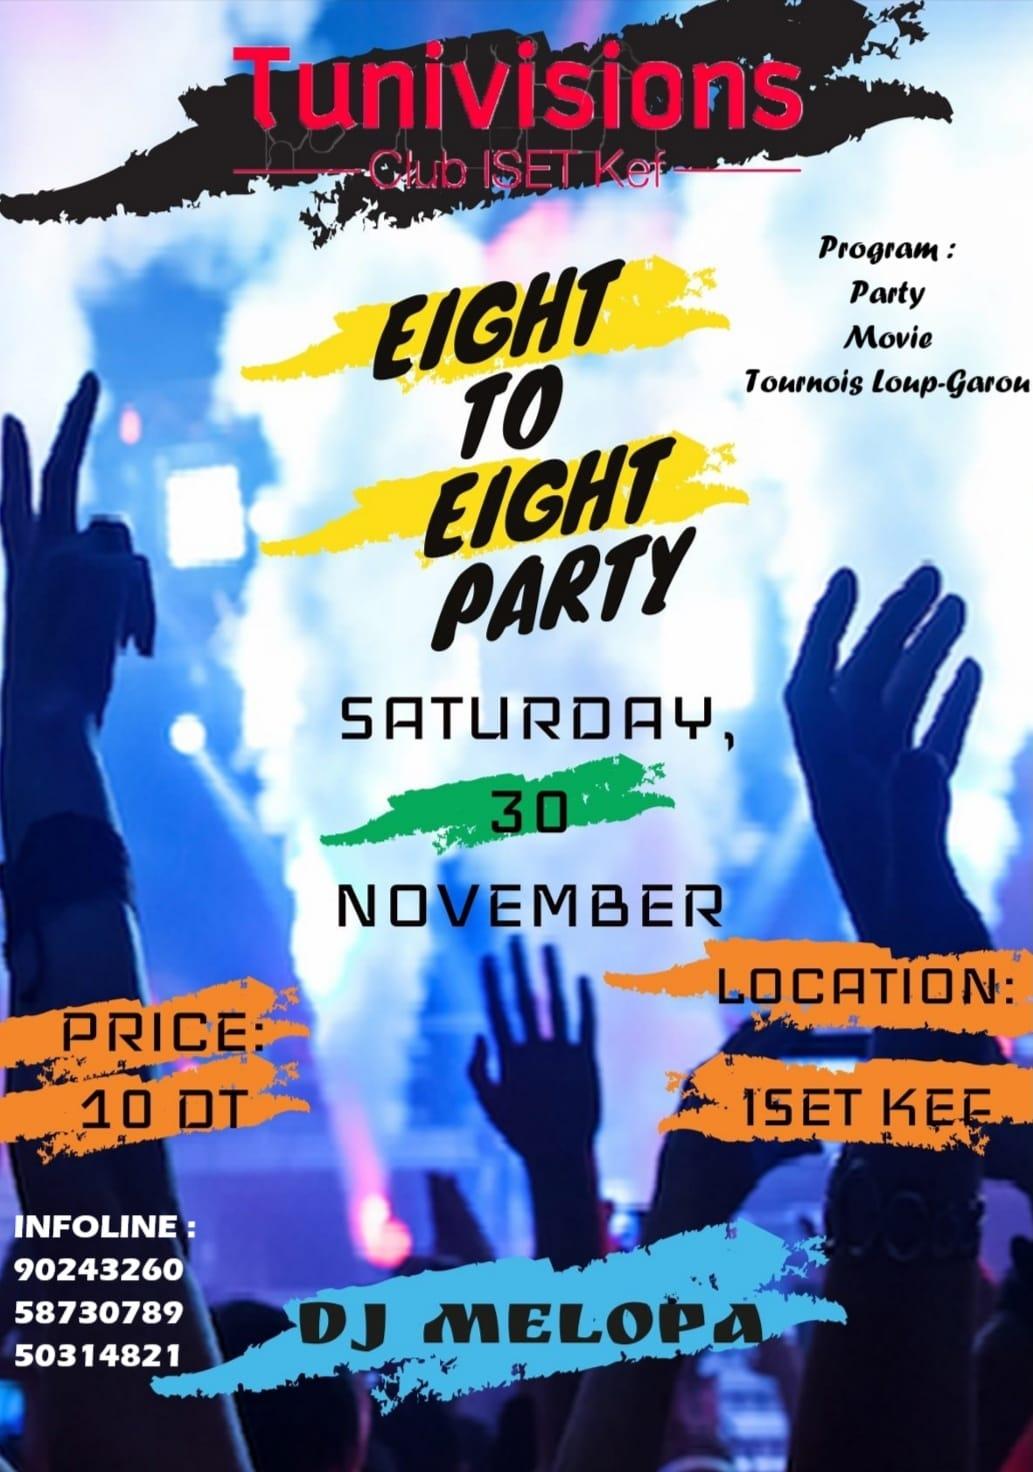 Tunivisions
Club ISET Kef
Program :
Party
Movie
Tournois Loup-Garou
EIGHT
TO
EIGHT
PARTY
SATURDAY,
30
NOVEMBER
LOCATION:
ISET KEF
PRICE:
10 DT
INFOLINE :
90243260
58730789
50314821
DJ MELOPA